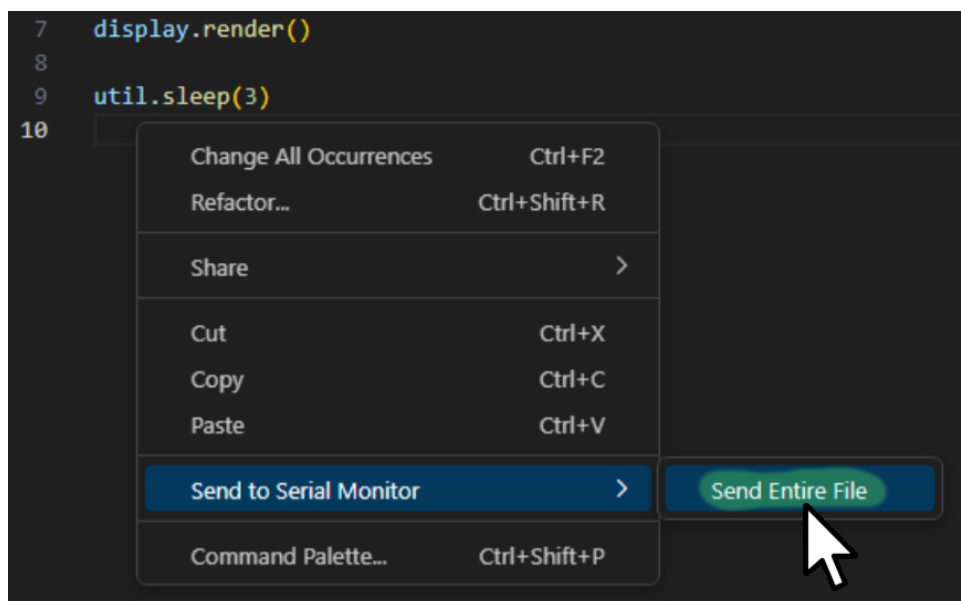 7 display.render()
8
9 util.sleep(3)
10
Change All Occurrences Ctrl+F2
Refactor... Ctrl+Shift+R
Share
Cut Ctrl+X
Copy Ctrl+C
Paste Ctrl+V
Send to Serial Monitor Send Entire File
Command Palette... Ctrl+Shift+P